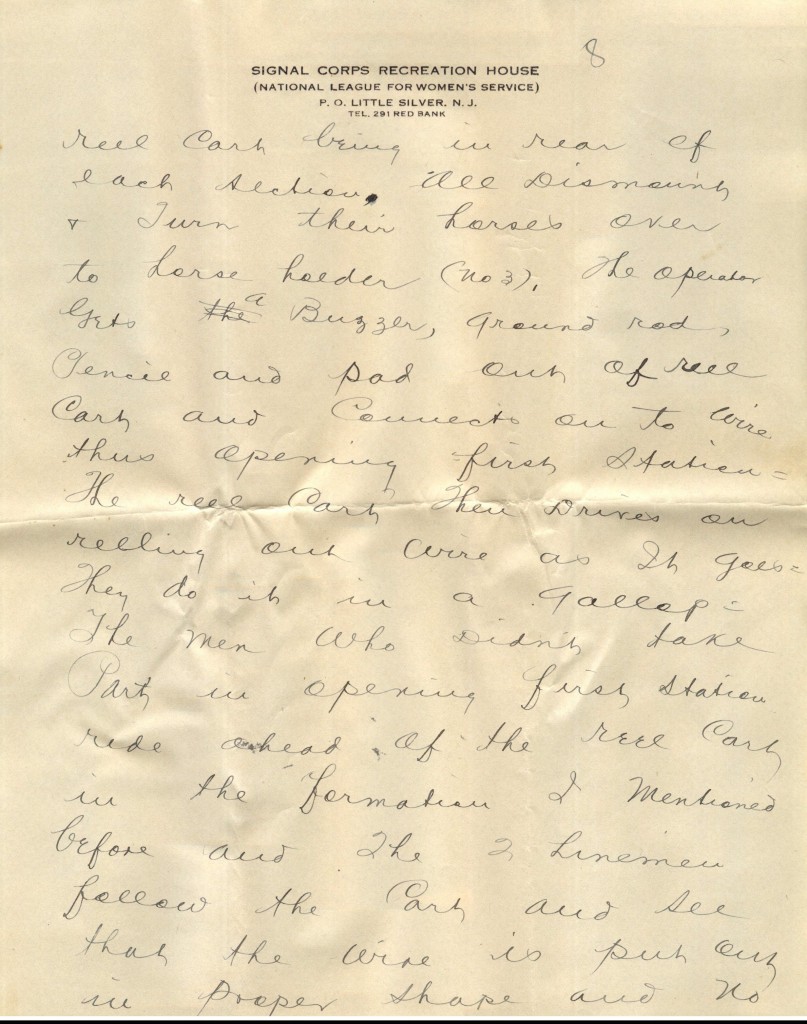 8
SIGNAL CORPS RECREATION HOUSE
(NATIONAL LEAGUE FOR WOMEN'S SERVICE)
P. O. LITTLE SILVER, N. J.
TEL. 291 RED BANK
reel Cart being in rear of
each section. All Dismount
& Turn their horses over
to horse holder (No 3). The operator
Gets the a Buzzer, Ground rod,
Pencil and pad out of reel
Cart and Connects on to wire
thus opening first station =
The reel Cart Then Drives on
relling out wire as It goes =
They do it in a Gallop =
The men Who Didn't take
Part in opening first station
ride ahead of the reel Cart
in the formation I Mentioned
before and The 2 Linemen
follow the Cart and see
that the wire is put out
in proper shape and No